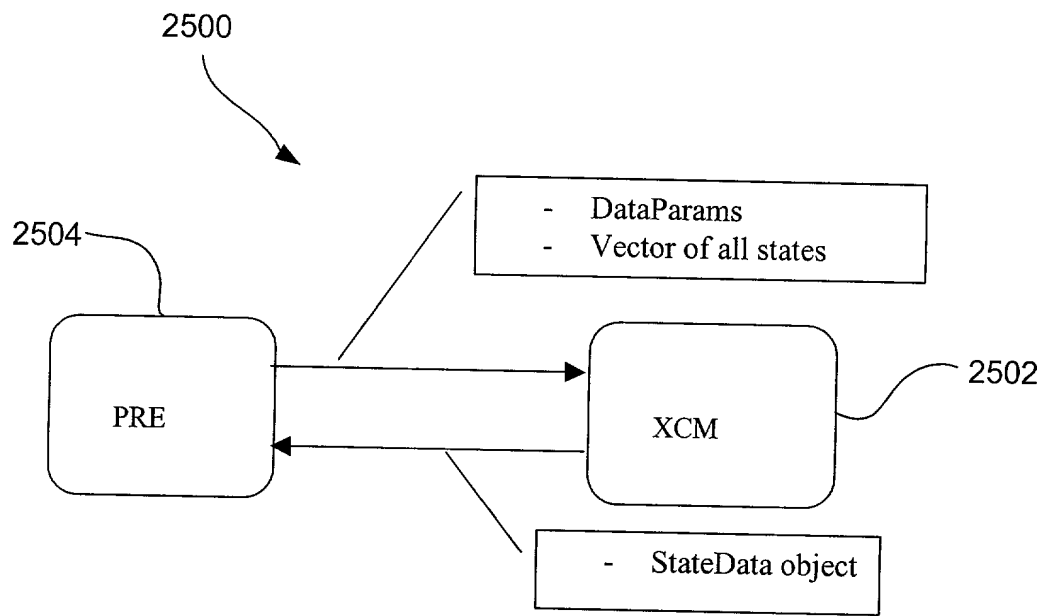 2500
- DataParams
- Vector of all states
2504
2502
PRE
XCM
- StateData object